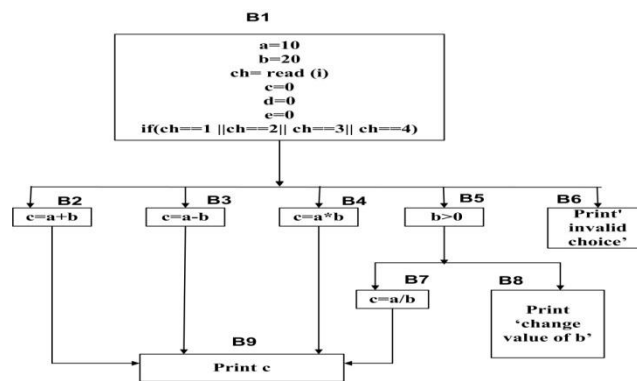 B1
a=10
b=20
ch= read (i)
c=0
d=0
e=0
if(ch==1 ||ch==2|| ch==3|| ch==4)
B2
c=a+b
B3
c=a-b
B4
c=a*b
B5
b>0
B6
Print'
invalid
choice’
B7
c=a/b
B8
Print
‘change
value of b’
B9
Print c